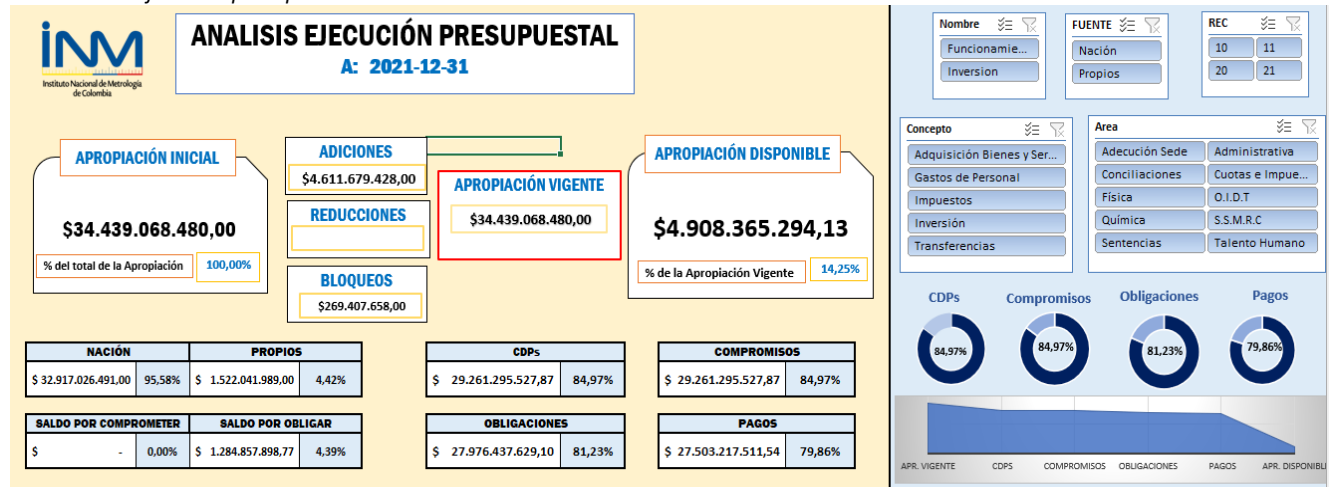 INM
Instituto Nacional de Metrología
de Colombia
ANALISIS EJECUCIÓN PRESUPUESTAL
A: 2021-12-31
APROPIACIÓN INICIAL
$34.439.068.480,00
% del total de la Apropiación 100,00%
ADICIONES
$4.611.679.428,00
REDUCCIONES
BLOQUEOS
$269.407.658,00
APROPIACIÓN VIGENTE
$34.439.068.480,00
APROPIACIÓN DISPONIBLE
$4.908.365.294,13
% de la Apropiación Vigente 14,25%
NACIÓN PROPIOS
$ 32.917.026.491,00 95,58% $ 1.522.041.989,00 4,42%
CDPs
$ 29.261.295.527,87 84,97%
COMPROMISOS
$ 29.261.295.527,87 84,97%
SALDO POR COMPROMETER SALDO POR OBLIGAR
$ - 0,00% $ 1.284.857.898,77 4,39%
OBLIGACIONES
$ 27.976.437.629,10 81,23%
PAGOS
$ 27.503.217.511,54 79,86%
Nombre
Funcionamie...
Inversion
FUENTE
Nación
Propios
REC
10 11
20 21
Concepto
Adquisición Bienes y Ser...
Gastos de Personal
Impuestos
Inversión
Transferencias
Area
Adecución Sede Administrativa
Conciliaciones Cuotas e Impue...
Física O.I.D.T
Química S.S.M.R.C
Sentencias Talento Humano
CDPs Compromisos Obligaciones Pagos
84,97% 84,97% 81,23% 79,86%
APR. VIGENTE CDPS COMPROMISOS OBLIGACIONES PAGOS APR. DISPONIBL